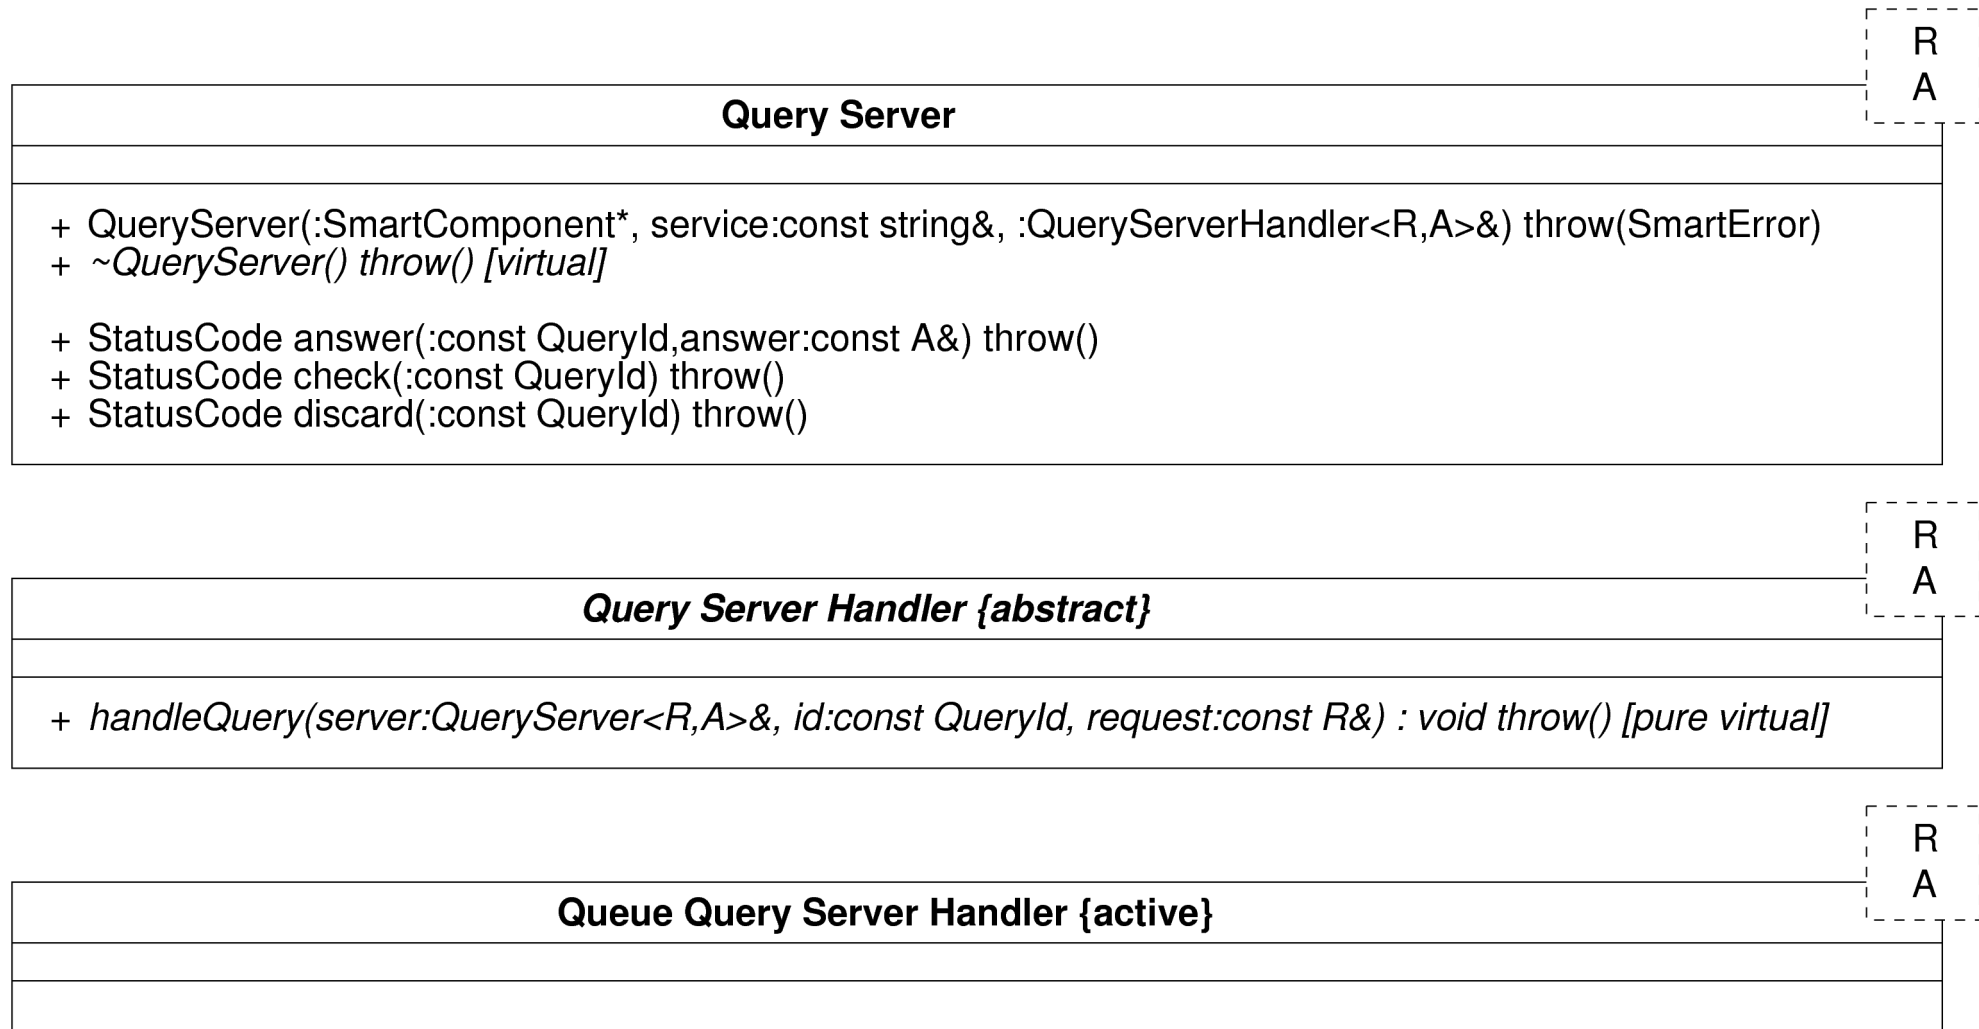 R
A
Query Server
+ QueryServer(:SmartComponent*, service:const string&, :QueryServerHandler<R,A>&) throw(SmartError)
+ ~QueryServer() throw() [virtual]
+ StatusCode answer(:const QueryId,answer:const A&) throw()
+ StatusCode check(:const QueryId) throw()
+ StatusCode discard(:const QueryId) throw()
R
A
Query Server Handler {abstract}
+ handleQuery(server:QueryServer<R,A>&, id:const QueryId, request:const R&) : void throw() [pure virtual]
R
A
Queue Query Server Handler {active}